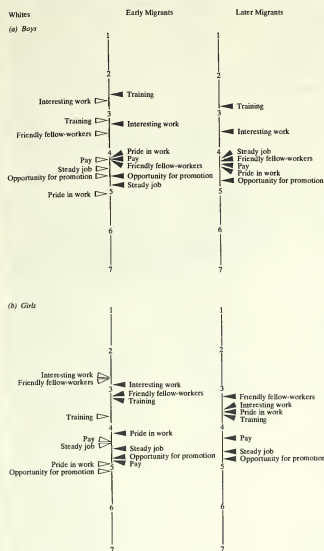 Whites Early Migrants Later Migrants
(a) Boys
1 1
2 2
Training
Interesting work
Training
3 3
Training Interesting work
Interesting work
Friendly fellow-workers
4 Pride in work 4 Steady job
Pay Pay Friendly fellow-workers
Friendly fellow-workers Pay
Steady job Pride in work
Opportunity for promotion Opportunity for promotion Opportunity for promotion
Steady job
5 5
Pride in work
6 6
7 7
(b) Girls
1 1
2 2
Interesting work
Friendly fellow-workers
Interesting work
3 Friendly fellow-workers 3 Friendly fellow-workers
Training Interesting work
Pride in work
Training Training
4 Pride in work 4
Pay Pay
Steady job Steady job Steady job
Opportunity for promotion Opportunity for promotion
Pride in work Pay
5 5
Opportunity for promotion
6 6
7 7